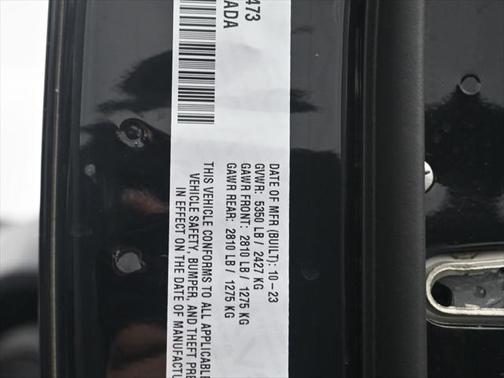 473
ADA
DATE OF MFR (BUILT): 10-23
GVWR: 5350 LB / 2427 KG
GAWR FRONT: 2810 LB / 1275 KG
GAWR REAR: 2810 LB / 1275 KG
THIS VEHICLE CONFORMS TO ALL APPLICABL
VEHICLE SAFETY, BUMPER, AND THEFT PRE
IN EFFECT ON THE DATE OF MANUFACTUR